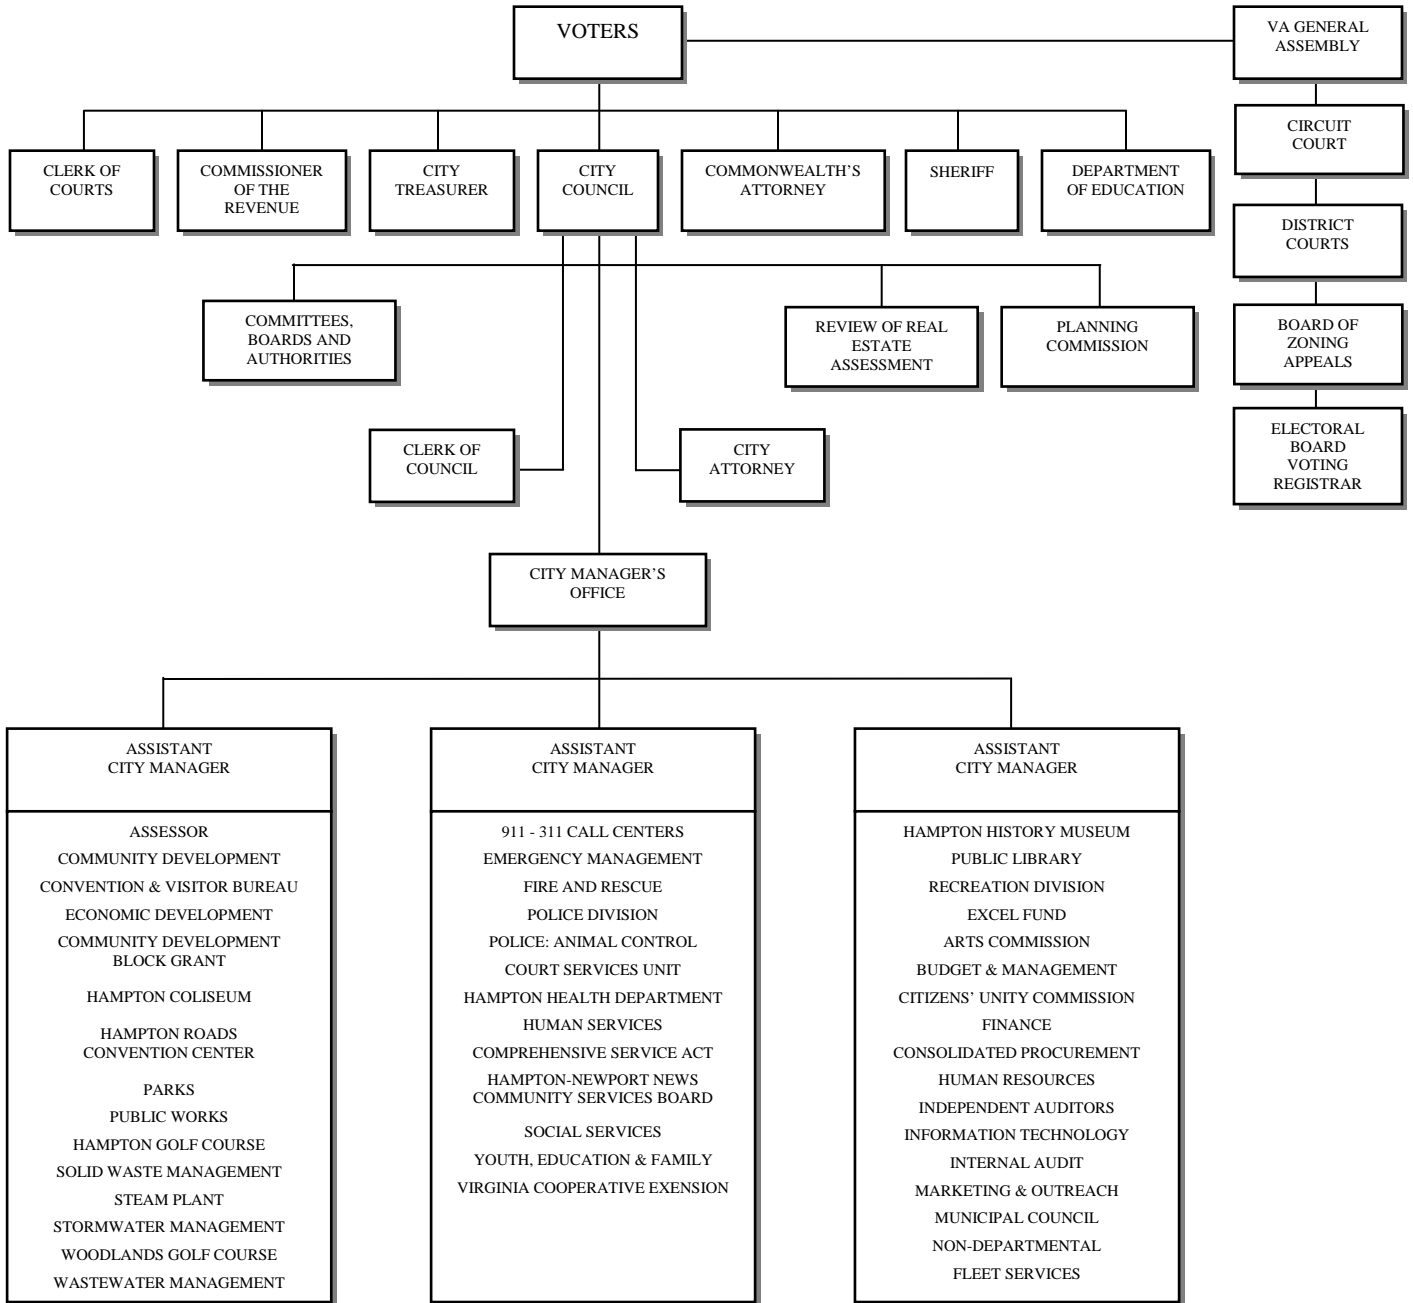 VOTERS
VA GENERAL
ASSEMBLY
CIRCUIT
COURT
CLERK OF
COURTS
COMMISSIONER
OF THE
REVENUE
CITY
TREASURER
CITY
COUNCIL
COMMONWEALTH'S
ATTORNEY
SHERIFF
DEPARTMENT
OF EDUCATION
DISTRICT
COURTS
COMMITTEES,
BOARDS AND
AUTHORITIES
REVIEW OF REAL
ESTATE
ASSESSMENT
PLANNING
COMMISSION
BOARD OF
ZONING
APPEALS
CLERK OF
COUNCIL
CITY
ATTORNEY
ELECTORAL
BOARD
VOTING
REGISTRAR
CITY MANAGER'S
OFFICE
ASSISTANT
CITY MANAGER
ASSESSOR
COMMUNITY DEVELOPMENT
CONVENTION & VISITOR BUREAU
ECONOMIC DEVELOPMENT
COMMUNITY DEVELOPMENT
BLOCK GRANT
HAMPTON COLISEUM
HAMPTON ROADS
CONVENTION CENTER
PARKS
PUBLIC WORKS
HAMPTON GOLF COURSE
SOLID WASTE MANAGEMENT
STEAM PLANT
STORMWATER MANAGEMENT
WOODLANDS GOLF COURSE
WASTEWATER MANAGEMENT
ASSISTANT
CITY MANAGER
911 - 311 CALL CENTERS
EMERGENCY MANAGEMENT
FIRE AND RESCUE
POLICE DIVISION
POLICE: ANIMAL CONTROL
COURT SERVICES UNIT
HAMPTON HEALTH DEPARTMENT
HUMAN SERVICES
COMPREHENSIVE SERVICE ACT
HAMPTON-NEWPORT NEWS
COMMUNITY SERVICES BOARD
SOCIAL SERVICES
YOUTH, EDUCATION & FAMILY
VIRGINIA COOPERATIVE EXENSION
ASSISTANT
CITY MANAGER
HAMPTON HISTORY MUSEUM
PUBLIC LIBRARY
RECREATION DIVISION
EXCEL FUND
ARTS COMMISSION
BUDGET & MANAGEMENT
CITIZENS' UNITY COMMISSION
FINANCE
CONSOLIDATED PROCUREMENT
HUMAN RESOURCES
INDEPENDENT AUDITORS
INFORMATION TECHNOLOGY
INTERNAL AUDIT
MARKETING & OUTREACH
MUNICIPAL COUNCIL
NON-DEPARTMENTAL
FLEET SERVICES